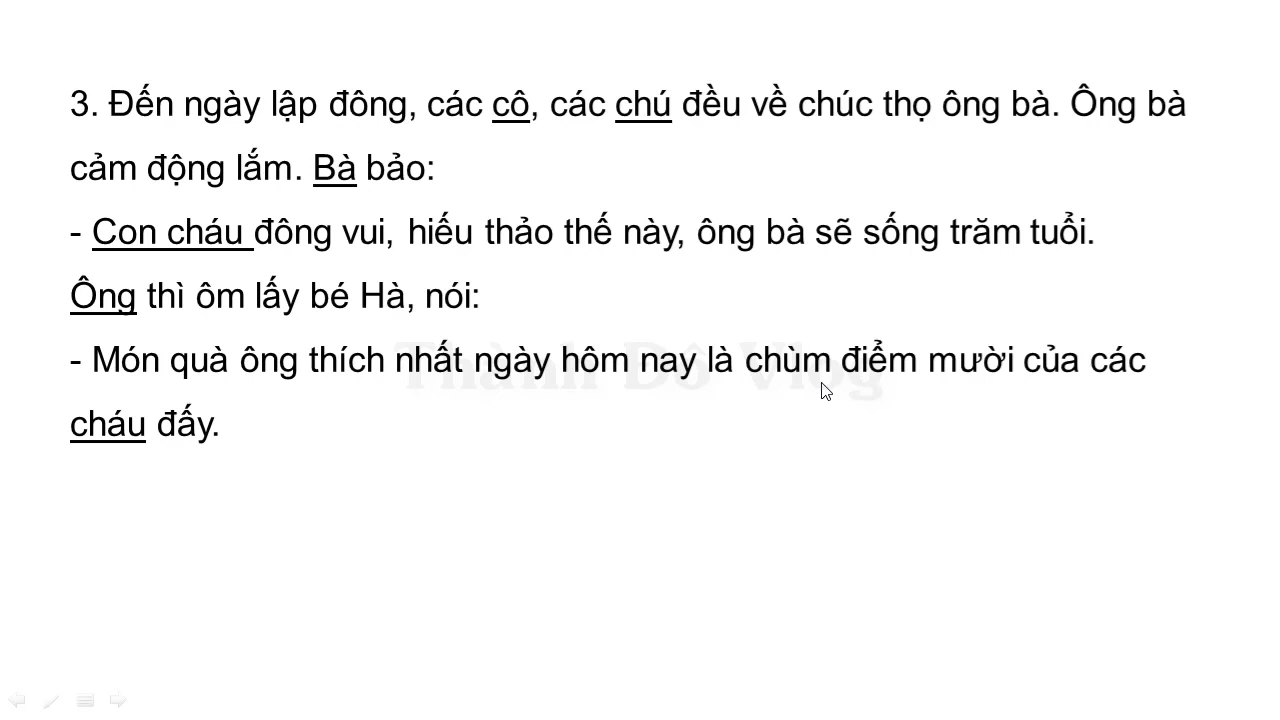 3. Đến ngày lập đông, các cô, các chú đều về chúc thọ ông bà. Ông bà
cảm động lắm. Bà bảo:
- Con cháu đông vui, hiếu thảo thế này, ông bà sẽ sống trăm tuổi.
Ông thì ôm lấy bé Hà, nói:
- Món quà ông thích nhất ngày hôm nay là chùm điểm mười của các
cháu đấy.
Thành Đô Vlog